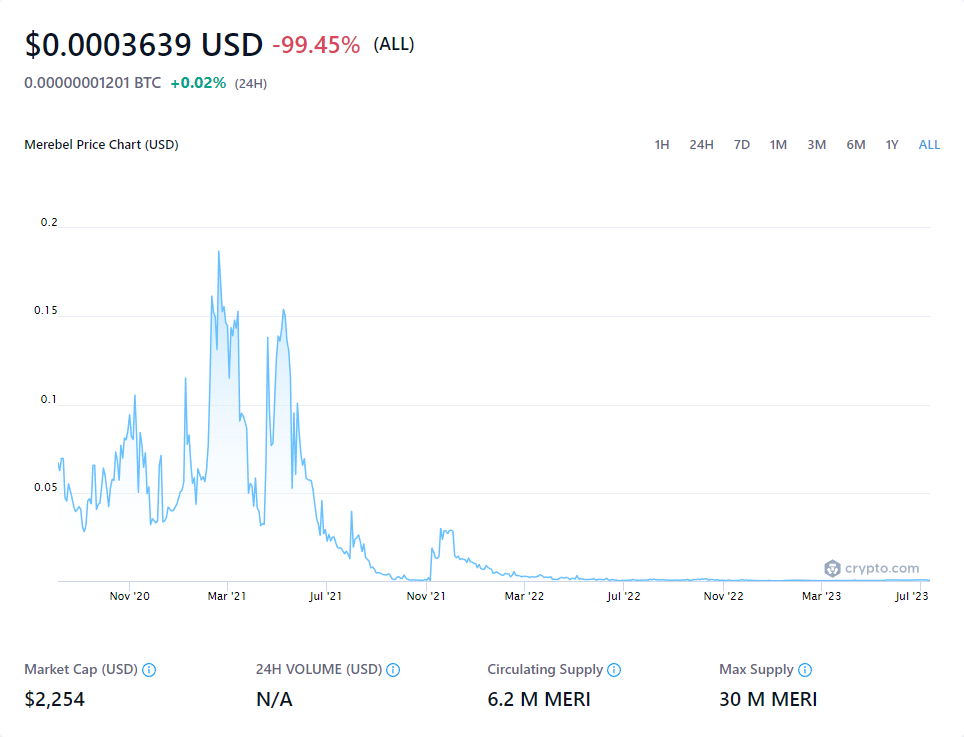 $0.0003639 USD -99.45% (ALL)
0.00000001201 BTC +0.02% (24H)
Merebel Price Chart (USD) 1H 24H 7D 1M 3M 6M 1Y ALL
0.2
0.15
0.1
0.05
crypto.com
Nov '20 Mar '21 Jul '21 Nov '21 Mar '22 Jul '22 Nov '22 Mar '23 Jul '23
Market Cap (USD) 24H VOLUME (USD) Circulating Supply Max Supply
$2,254 N/A 6.2 M MERI 30 M MERI